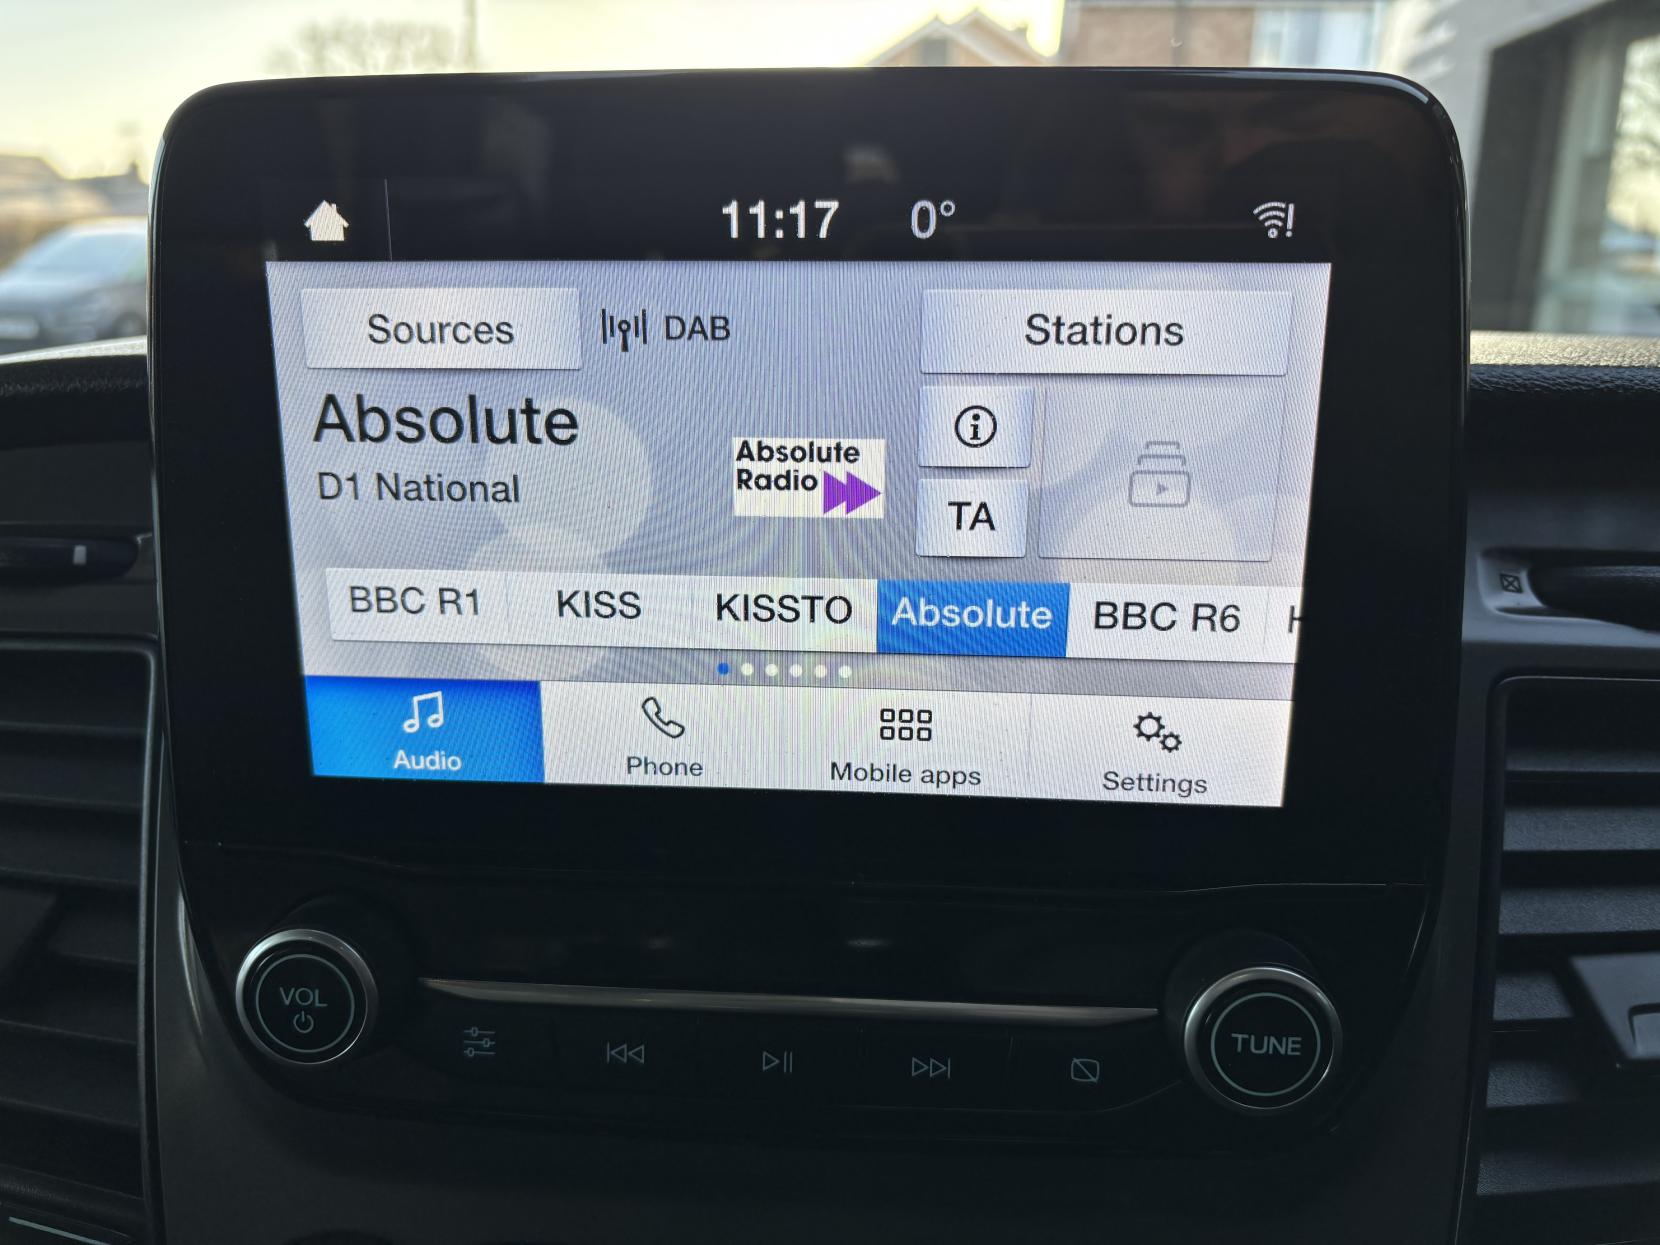 11:17 0°
Sources DAB Stations
Absolute
D1 National
Absolute
Radio
TA
BBC R1 KISS KISSTO Absolute BBC R6
Audio Phone Mobile apps Settings
VOL
TUNE